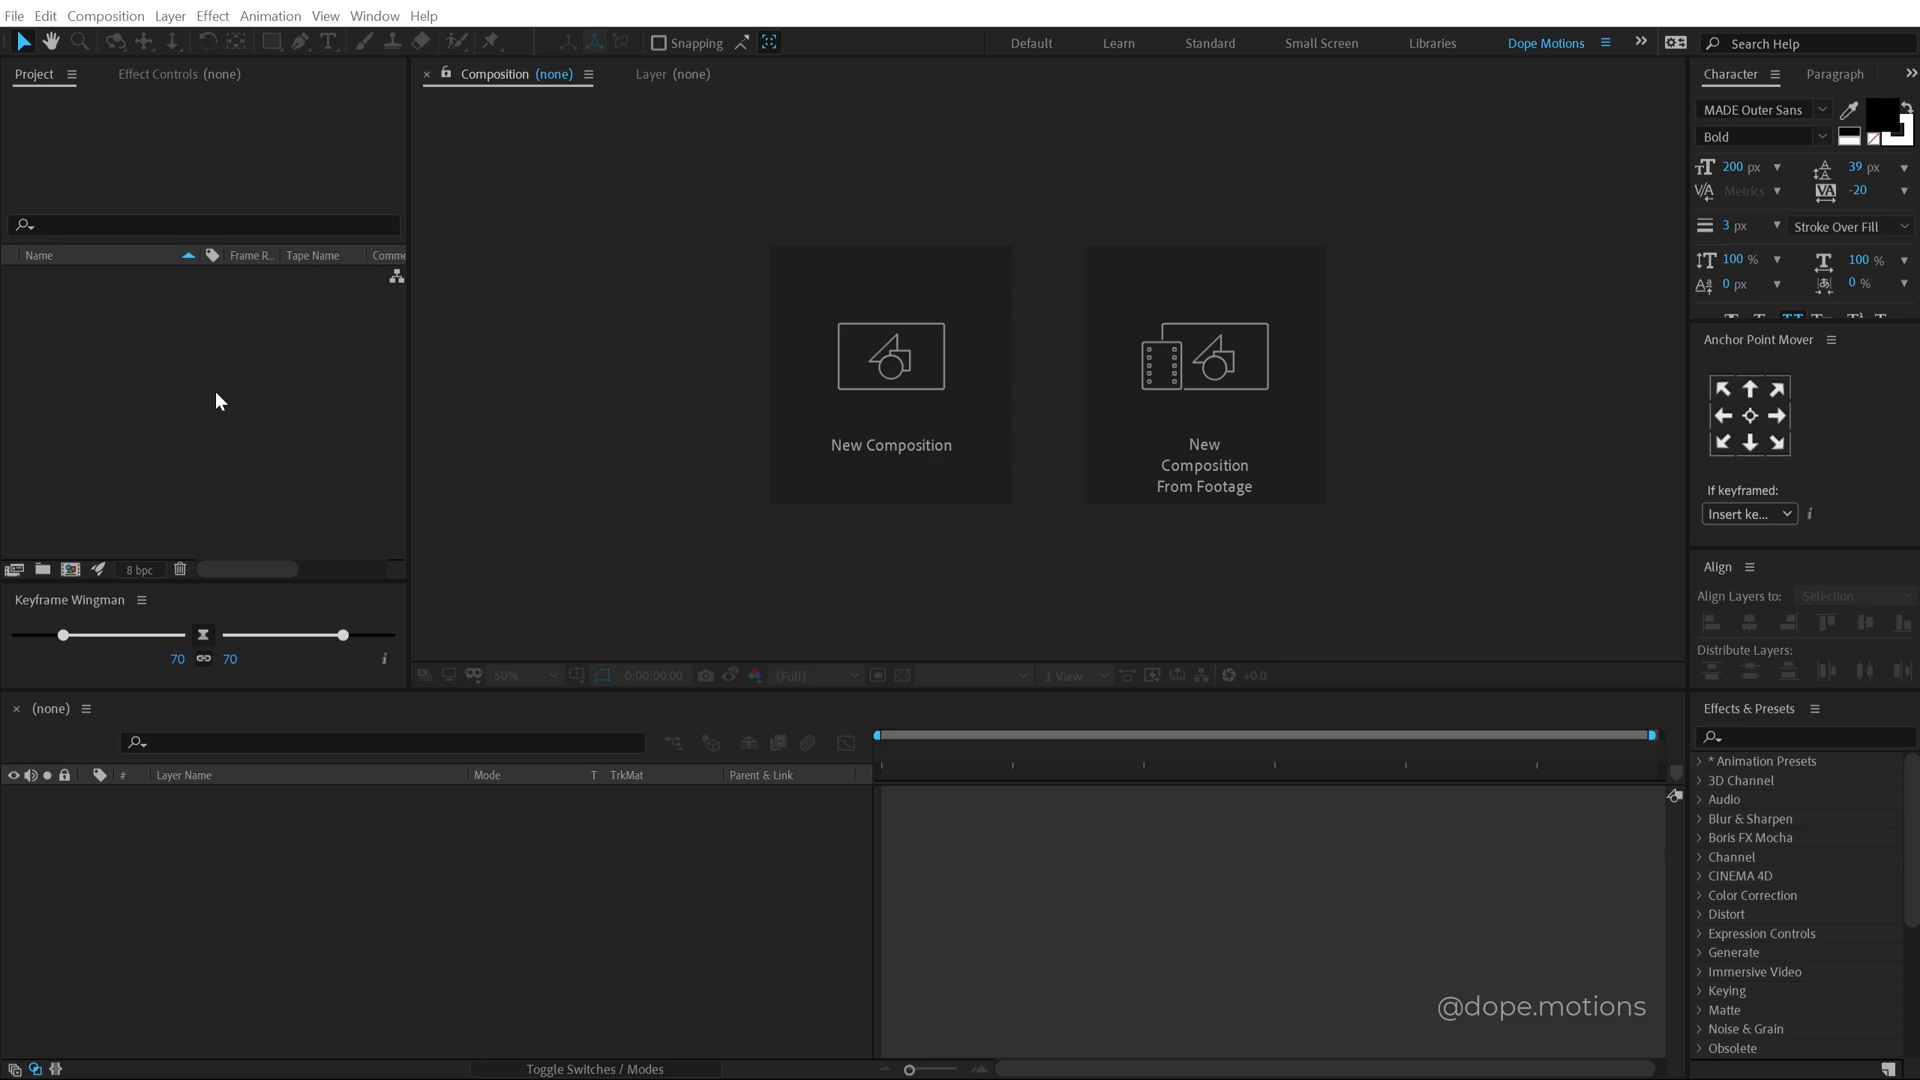 File Edit Composition Layer Effect Animation View Window Help
Snapping Default Learn Standard Small Screen Libraries Dope Motions Search Help
Project Effect Controls (none) Composition (none) Layer (none) Character Paragraph
MADE Outer Sans
Bold
200 px 39 px
Metrics -20
3 px Stroke Over Fill
100 % 100 %
0 px 0 %
Name Frame R... Tape Name Comme
Anchor Point Mover
If keyframed:
Insert ke...
New Composition
New
Composition
From Footage
8 bpc
Align
Align Layers to: Selection
Distribute Layers:
Keyframe Wingman
70 70
50% 0:00:00:00 (Full) 1 View +0.0
(none)
Effects & Presets
# Layer Name Mode T TrkMat Parent & Link
* Animation Presets
3D Channel
Audio
Blur & Sharpen
Boris FX Mocha
Channel
CINEMA 4D
Color Correction
Distort
Expression Controls
Generate
Immersive Video
Keying
Matte
Noise & Grain
Obsolete
@dope.motions
Toggle Switches / Modes